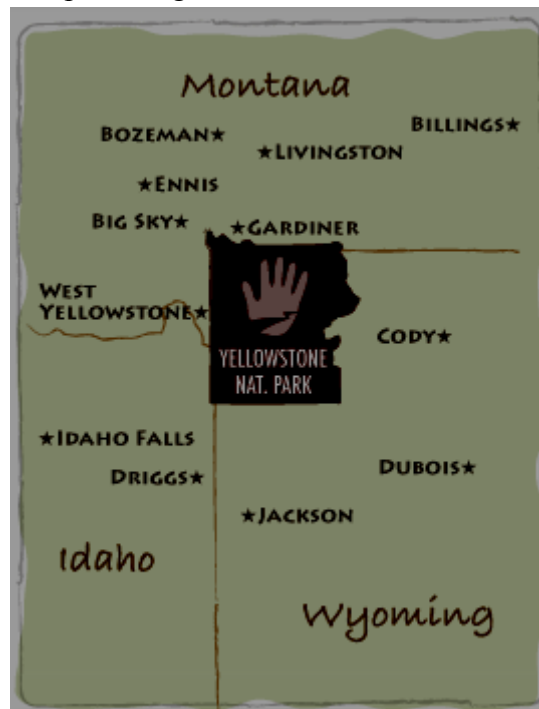 Montana
BILLINGS★
BOZEMAN★
★LIVINGSTON
★ENNIS
BIG SKY★
★GARDINER
WEST
YELLOWSTONE★
CODY★
YELLOWSTONE
NAT. PARK
★IDAHO FALLS
DUBOIS★
DRIGGS★
★JACKSON
Idaho
Wyoming